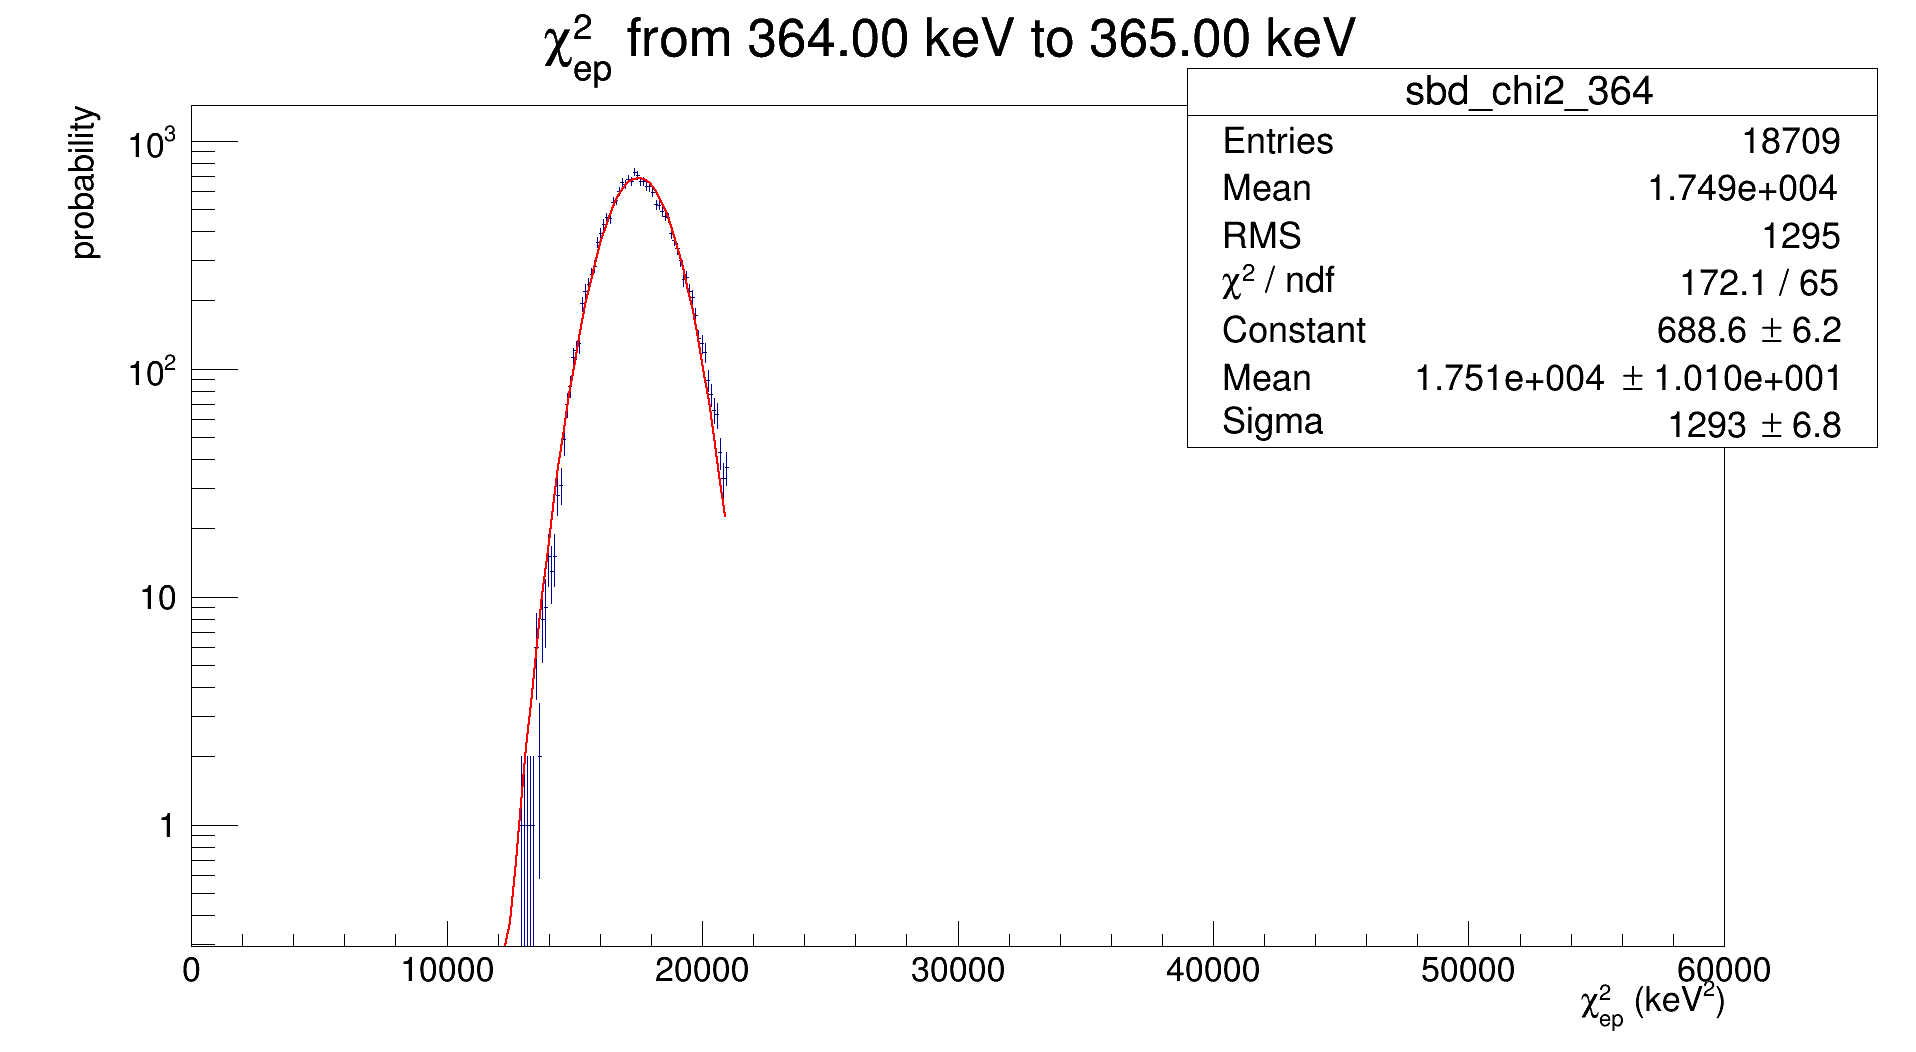 χ²ep from 364.00 keV to 365.00 keV
sbd_chi2_364
Entries 18709
Mean 1.749e+004
RMS 1295
χ² / ndf 172.1 / 65
Constant 688.6 ± 6.2
Mean 1.751e+004 ± 1.010e+001
Sigma 1293 ± 6.8
probability
10³
10²
10
1
0 10000 20000 30000 40000 50000 60000
χ²ep (keV²)